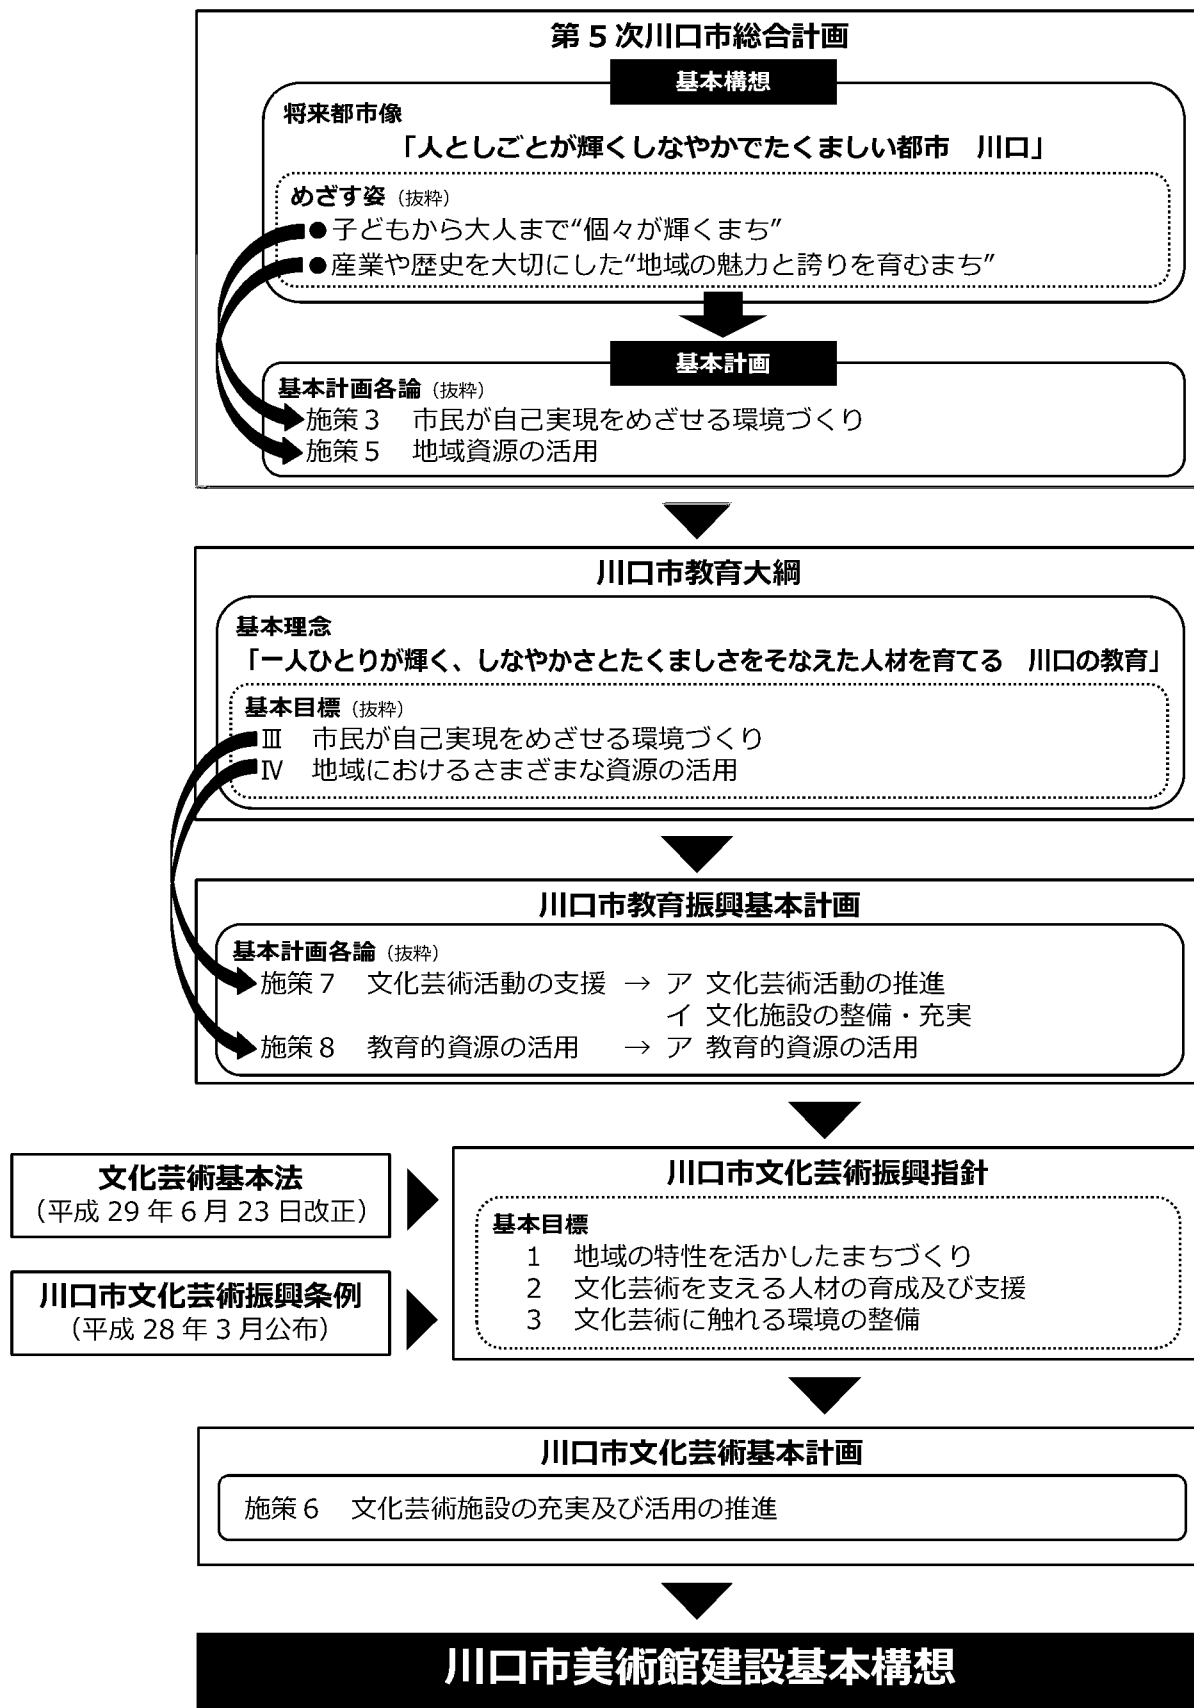 第5次川口市総合計画
基本構想
将来都市像
「人としごとが輝くしなやかでたくましい都市　川口」
めざす姿（抜粋）
●子どもから大人まで“個々が輝くまち”
●産業や歴史を大切にした“地域の魅力と誇りを育むまち”
基本計画
基本計画各論（抜粋）
施策3　市民が自己実現をめざせる環境づくり
施策5　地域資源の活用
川口市教育大綱
基本理念
「一人ひとりが輝く、しなやかさとたくましさをそなえた人材を育てる　川口の教育」
基本目標（抜粋）
Ⅲ　市民が自己実現をめざせる環境づくり
Ⅳ　地域におけるさまざまな資源の活用
川口市教育振興基本計画
基本計画各論（抜粋）
施策7　文化芸術活動の支援　→　ア　文化芸術活動の推進
イ　文化施設の整備・充実
施策8　教育的資源の活用　→　ア　教育的資源の活用
文化芸術基本法
（平成29年6月23日改正）
川口市文化芸術振興条例
（平成28年3月公布）
川口市文化芸術振興指針
基本目標
1　地域の特性を活かしたまちづくり
2　文化芸術を支える人材の育成及び支援
3　文化芸術に触れる環境の整備
川口市文化芸術基本計画
施策6　文化芸術施設の充実及び活用の推進
川口市美術館建設基本構想